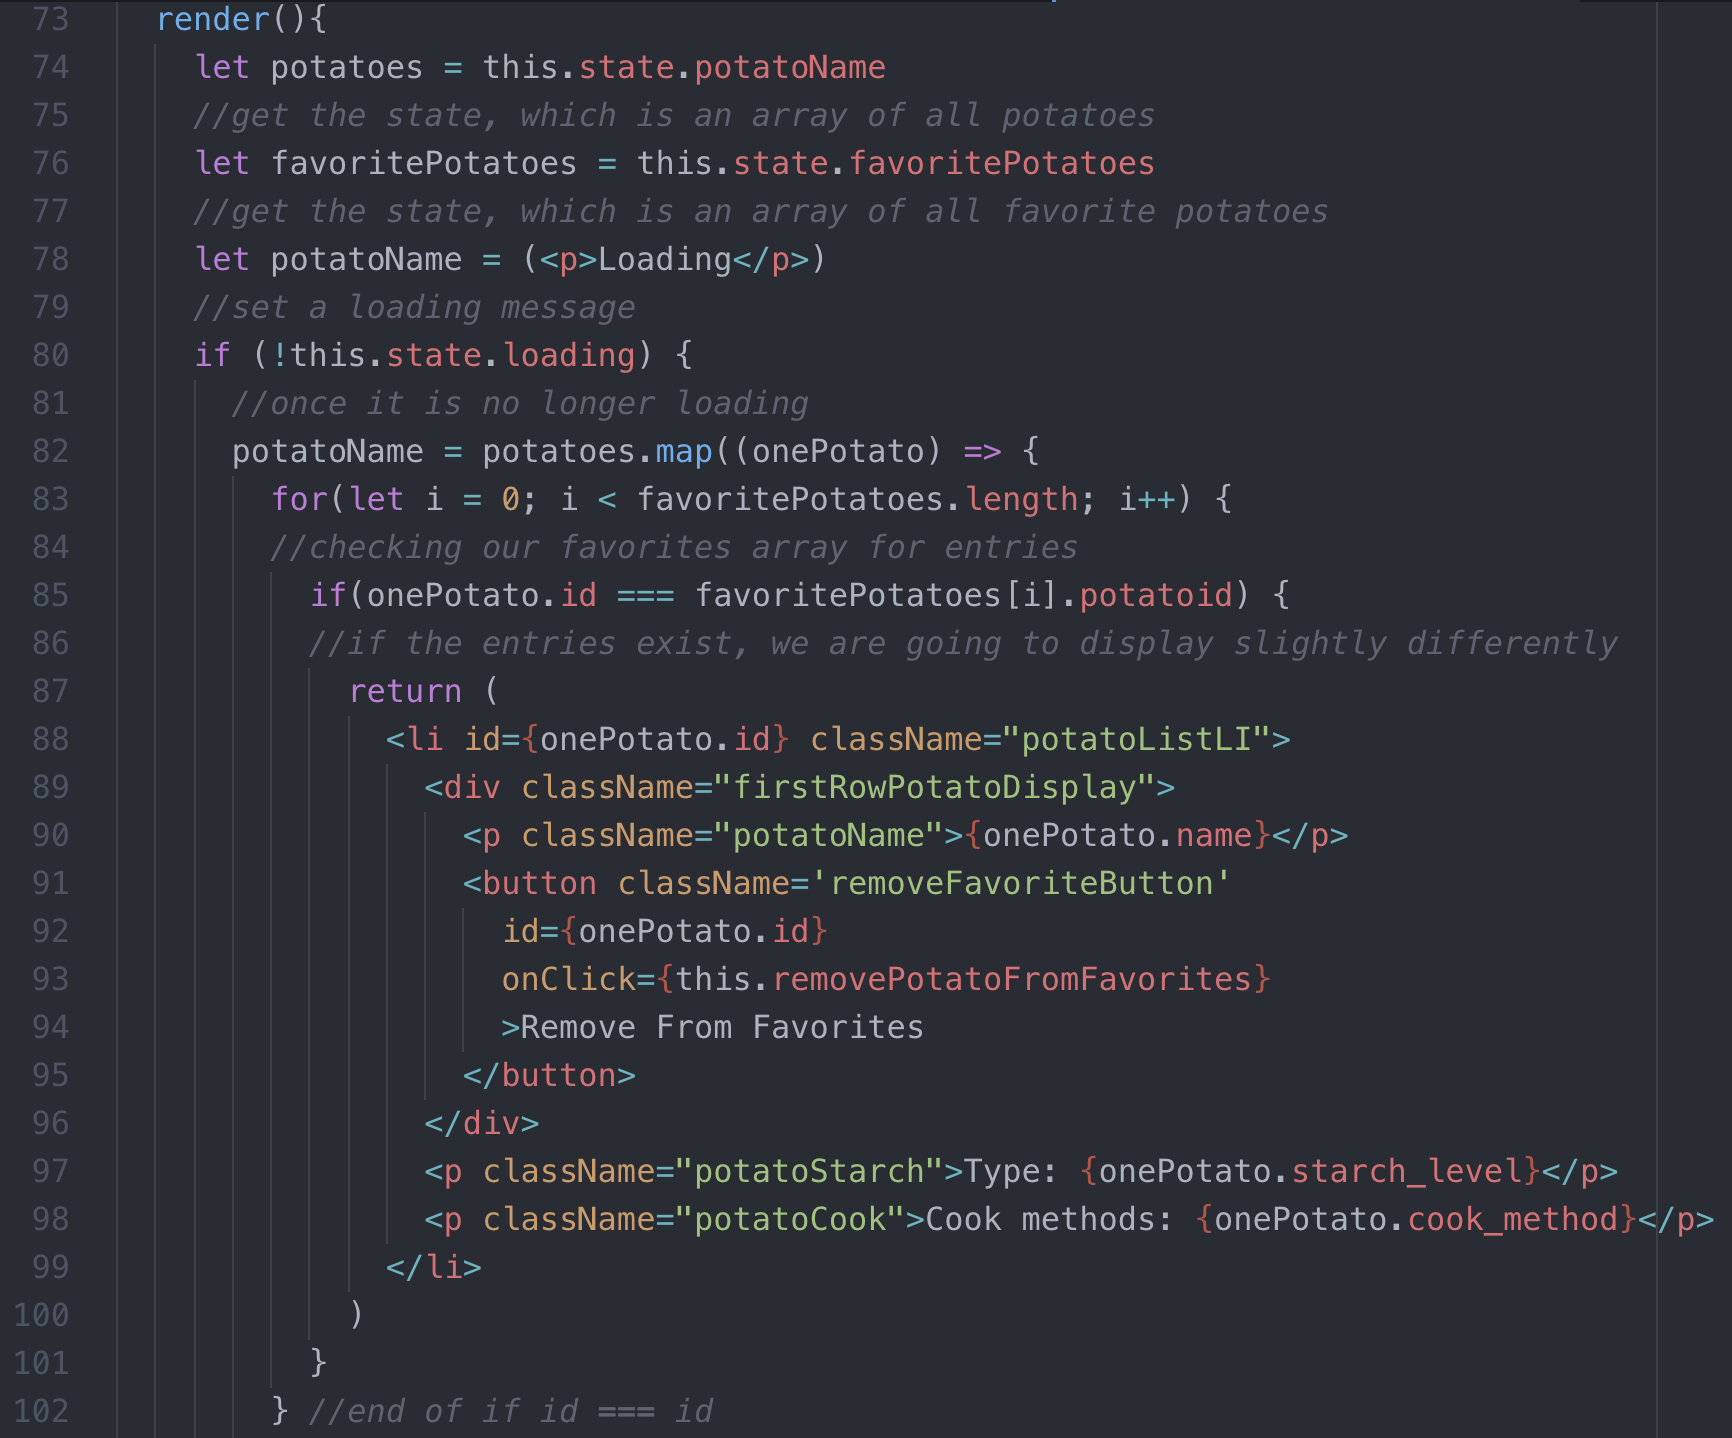 73 render(){
74 let potatoes = this.state.potatoName
75 //get the state, which is an array of all potatoes
76 let favoritePotatoes = this.state.favoritePotatoes
77 //get the state, which is an array of all favorite potatoes
78 let potatoName = (<p>Loading</p>)
79 //set a loading message
80 if (!this.state.loading) {
81 //once it is no longer loading
82 potatoName = potatoes.map((onePotato) => {
83 for(let i = 0; i < favoritePotatoes.length; i++) {
84 //checking our favorites array for entries
85 if(onePotato.id === favoritePotatoes[i].potatoid) {
86 //if the entries exist, we are going to display slightly differently
87 return (
88 <li id={onePotato.id} className="potatoListLI">
89 <div className="firstRowPotatoDisplay">
90 <p className="potatoName">{onePotato.name}</p>
91 <button className='removeFavoriteButton'
92 id={onePotato.id}
93 onClick={this.removePotatoFromFavorites}
94 >Remove From Favorites
95 </button>
96 </div>
97 <p className="potatoStarch">Type: {onePotato.starch_level}</p>
98 <p className="potatoCook">Cook methods: {onePotato.cook_method}</p>
99 </li>
100 )
101 }
102 } //end of if id === id